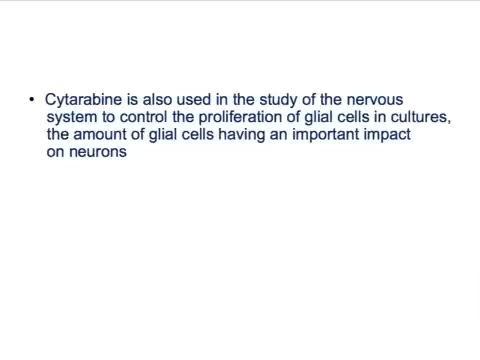 • Cytarabine is also used in the study of the nervous
system to control the proliferation of glial cells in cultures,
the amount of glial cells having an important impact
on neurons